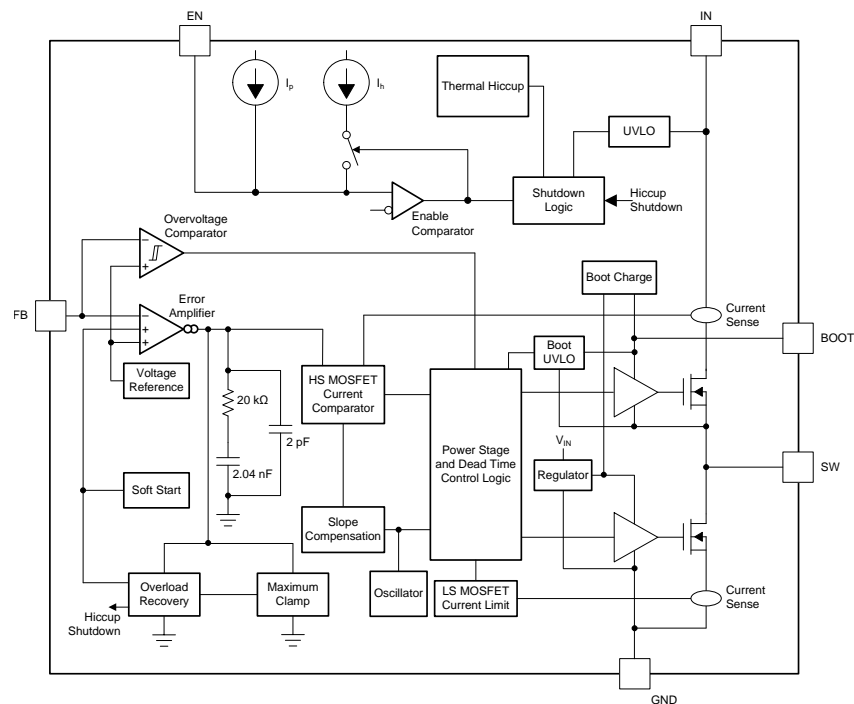 EN
IN
Ip
Ih
Thermal Hiccup
UVLO
Shutdown
Logic
Hiccup
Shutdown
Enable
Comparator
Overvoltage
Comparator
−
+
FB
Error
Amplifier
−
+
+
Voltage
Reference
20 kΩ
2 pF
2.04 nF
Soft Start
HS MOSFET
Current
Comparator
Boot Charge
Current
Sense
BOOT
Boot
UVLO
Power Stage
and Dead Time
Control Logic
VIN
Regulator
SW
Slope
Compensation
Oscillator
LS MOSFET
Current Limit
Current
Sense
Overload
Recovery
Maximum
Clamp
Hiccup
Shutdown
GND